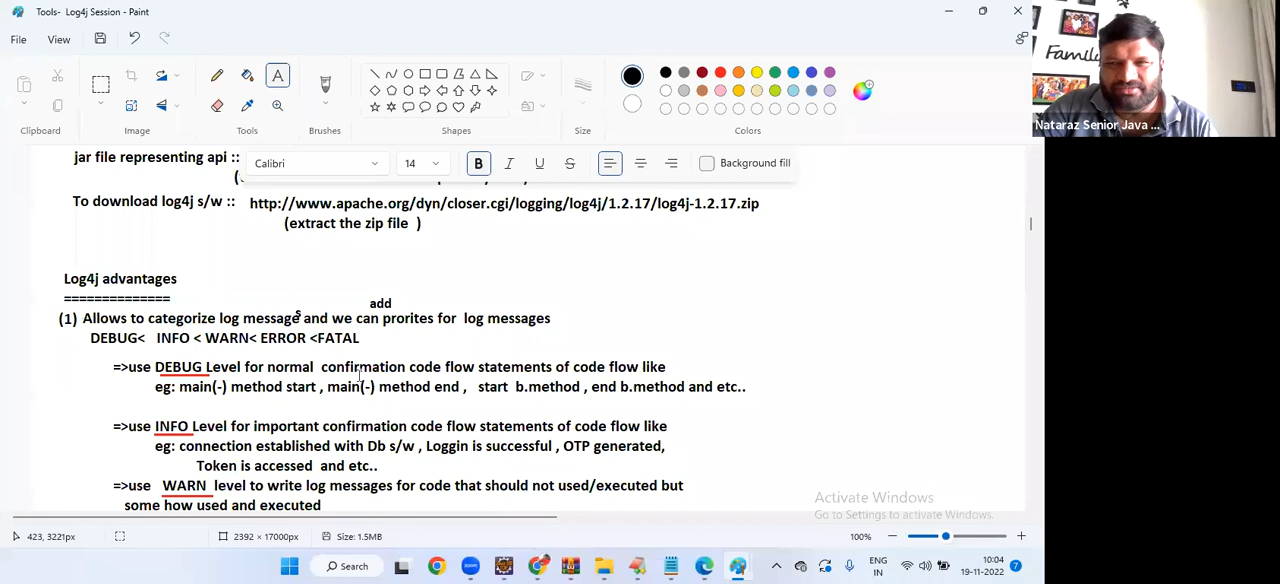 Tools- Log4j Session - Paint
File View
Clipboard
Image
Tools
Brushes
Shapes
Size
Colors
Calibri 14 B I U S Background fill
jar file representing api ::
To download log4j s/w :: http://www.apache.org/dyn/closer.cgi/logging/log4j/1.2.17/log4j-1.2.17.zip
(extract the zip file )
Log4j advantages
==============
add
(1) Allows to categorize log messages and we can prorites for log messages
DEBUG< INFO < WARN< ERROR <FATAL
=>use DEBUG Level for normal confirmation code flow statements of code flow like
eg: main(-) method start , main(-) method end , start b.method , end b.method and etc..
=>use INFO Level for important confirmation code flow statements of code flow like
eg: connection established with Db s/w , Loggin is successful , OTP generated,
Token is accessed and etc..
=>use WARN level to write log messages for code that should not used/executed but
some how used and executed
Activate Windows
Go to Settings to activate Windows.
423, 3221px
2392 × 17000px
Size: 1.5MB
100%
Search
ENG
IN
10:04
19-11-2022
7
Family
Nataraz Senior Java ...